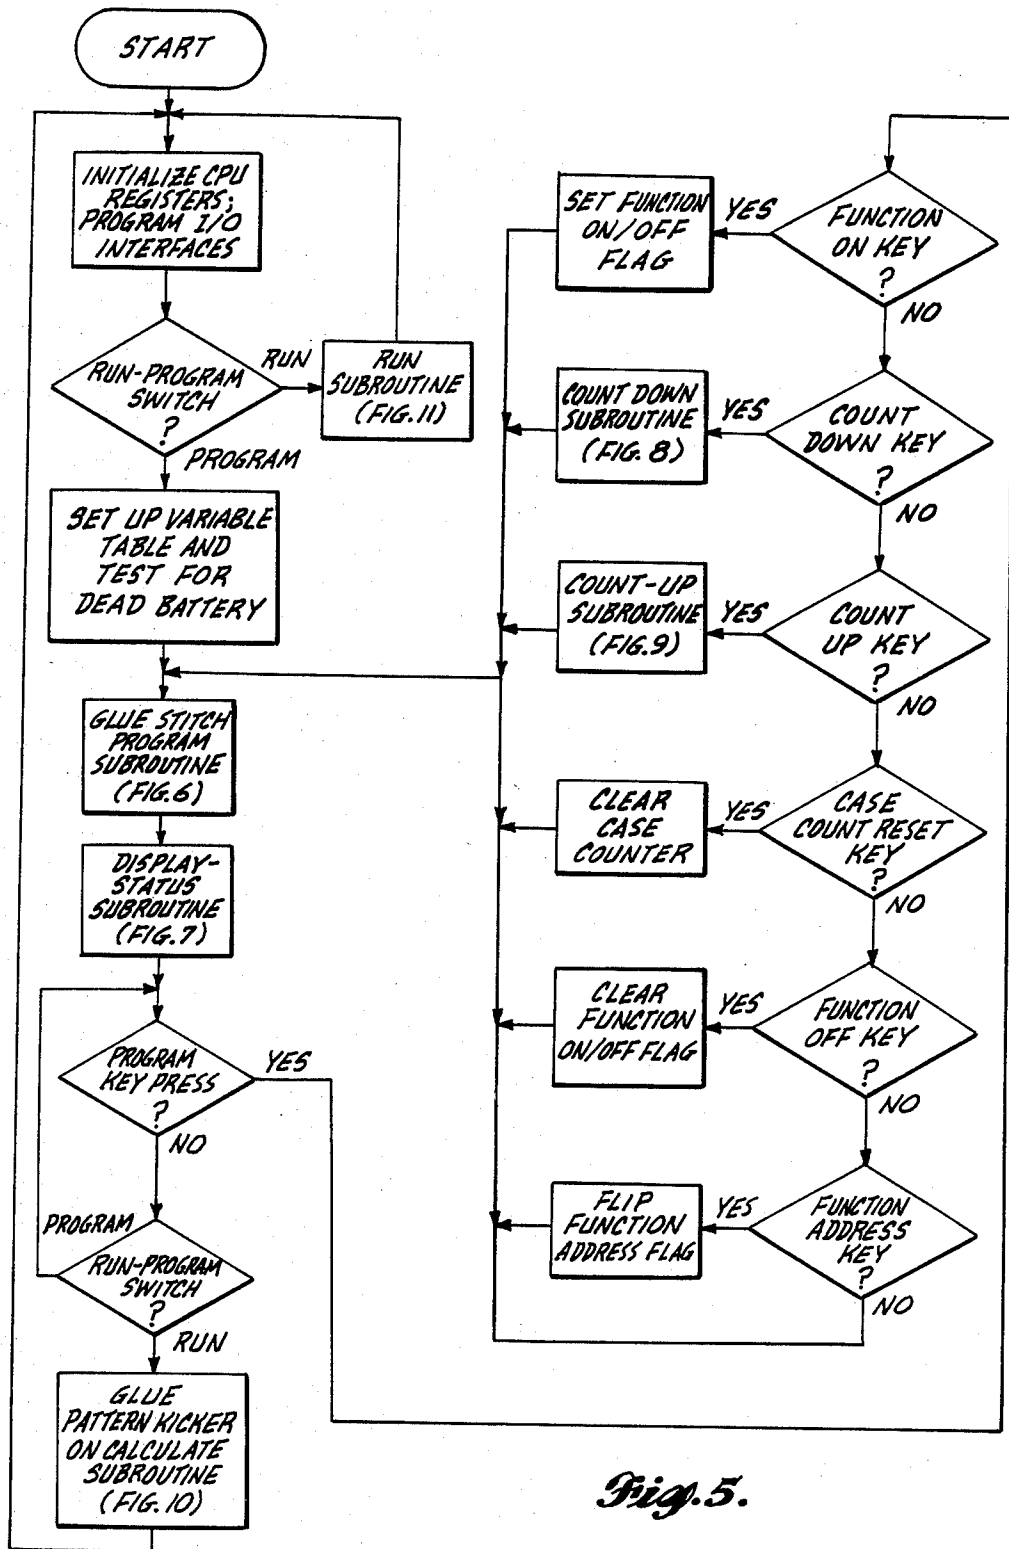 START
INITIALIZE CPU
REGISTERS;
PROGRAM I/O
INTERFACES
RUN-PROGRAM
SWITCH
?
RUN
RUN
SUBROUTINE
(FIG.11)
PROGRAM
SET UP VARIABLE
TABLE AND
TEST FOR
DEAD BATTERY
GLUE STITCH
PROGRAM
SUBROUTINE
(FIG.6)
DISPLAY-
STATUS
SUBROUTINE
(FIG.7)
PROGRAM
KEY PRESS
?
YES
NO
PROGRAM
RUN-PROGRAM
SWITCH
?
RUN
GLUE
PATTERN KICKER
ON CALCULATE
SUBROUTINE
(FIG.10)
FUNCTION
ON KEY
?
YES
SET FUNCTION
ON/OFF
FLAG
NO
COUNT
DOWN KEY
?
YES
COUNT DOWN
SUBROUTINE
(FIG. 8)
NO
COUNT
UP KEY
?
YES
COUNT-UP
SUBROUTINE
(FIG.9)
NO
CASE
COUNT RESET
KEY
?
YES
CLEAR
CASE
COUNTER
NO
FUNCTION
OFF KEY
?
YES
CLEAR
FUNCTION
ON/OFF FLAG
NO
FUNCTION
ADDRESS
KEY
?
YES
FLIP
FUNCTION
ADDRESS FLAG
NO
Fig. 5.